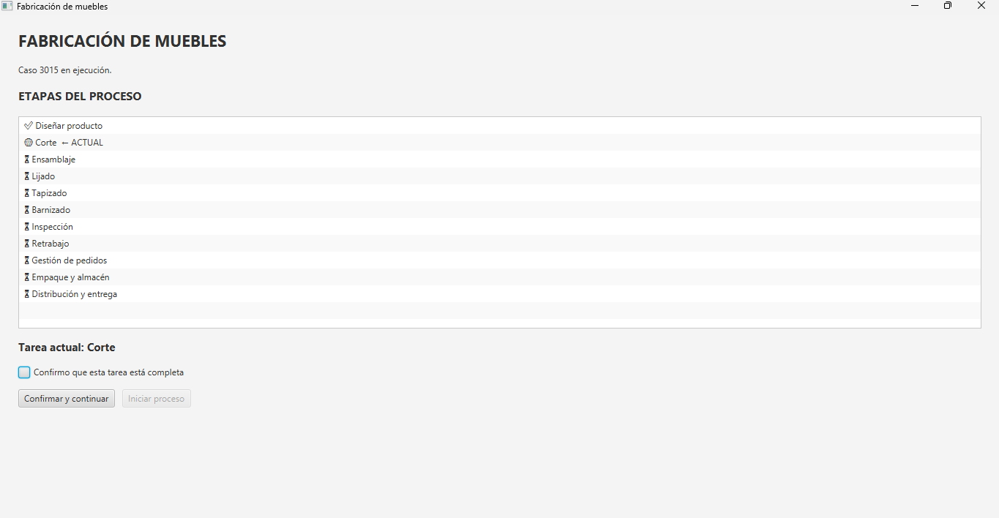 Fabricación de muebles
FABRICACIÓN DE MUEBLES
Caso 3015 en ejecución.
ETAPAS DEL PROCESO
Diseñar producto
Corte ← ACTUAL
Ensamblaje
Lijado
Tapizado
Barnizado
Inspección
Retrabajo
Gestión de pedidos
Empaque y almacén
Distribución y entrega
Tarea actual: Corte
Confirmo que esta tarea está completa
Confirmar y continuar
Iniciar proceso